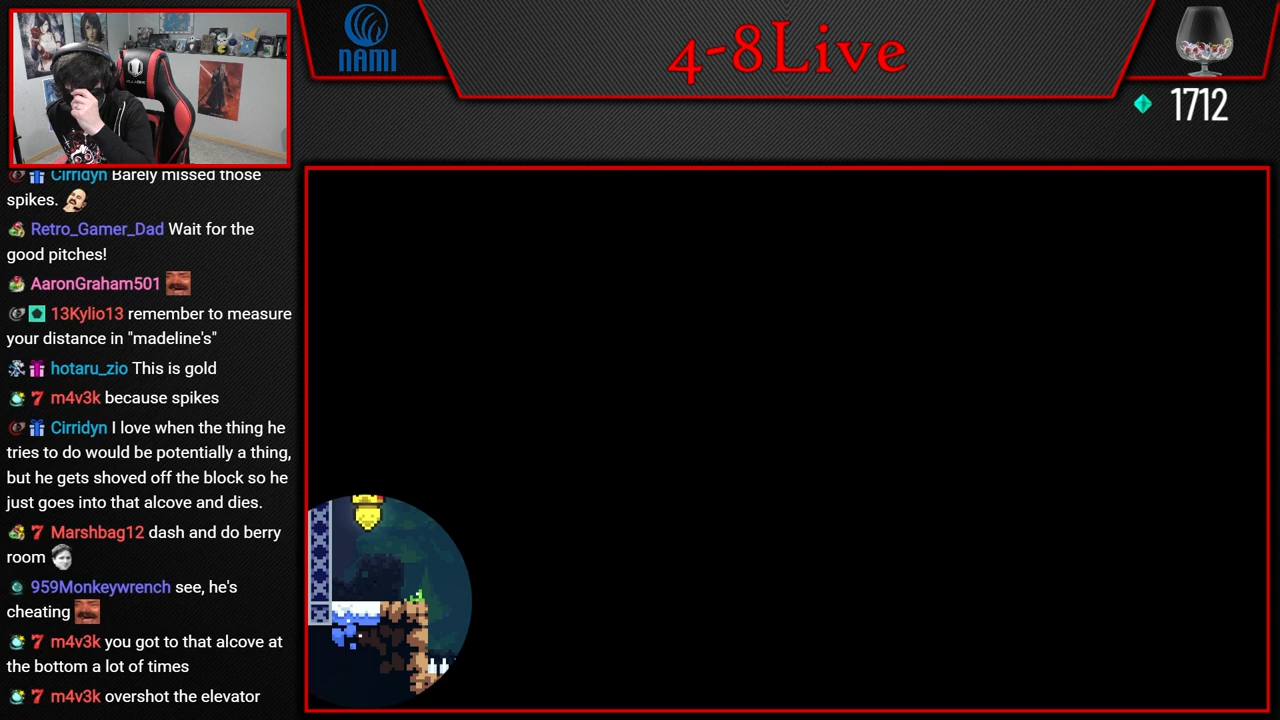 NAMI
4-8Live
1712
Cirridyn Barely missed those
spikes.
Retro_Gamer_Dad Wait for the
good pitches!
AaronGraham501
13Kylio13 remember to measure
your distance in "madeline's"
hotaru_zio This is gold
7 m4v3k because spikes
Cirridyn I love when the thing he
tries to do would be potentially a thing,
but he gets shoved off the block so he
just goes into that alcove and dies.
7 Marshbag12 dash and do berry
room
959Monkeywrench see, he's
cheating
7 m4v3k you got to that alcove at
the bottom a lot of times
7 m4v3k overshot the elevator